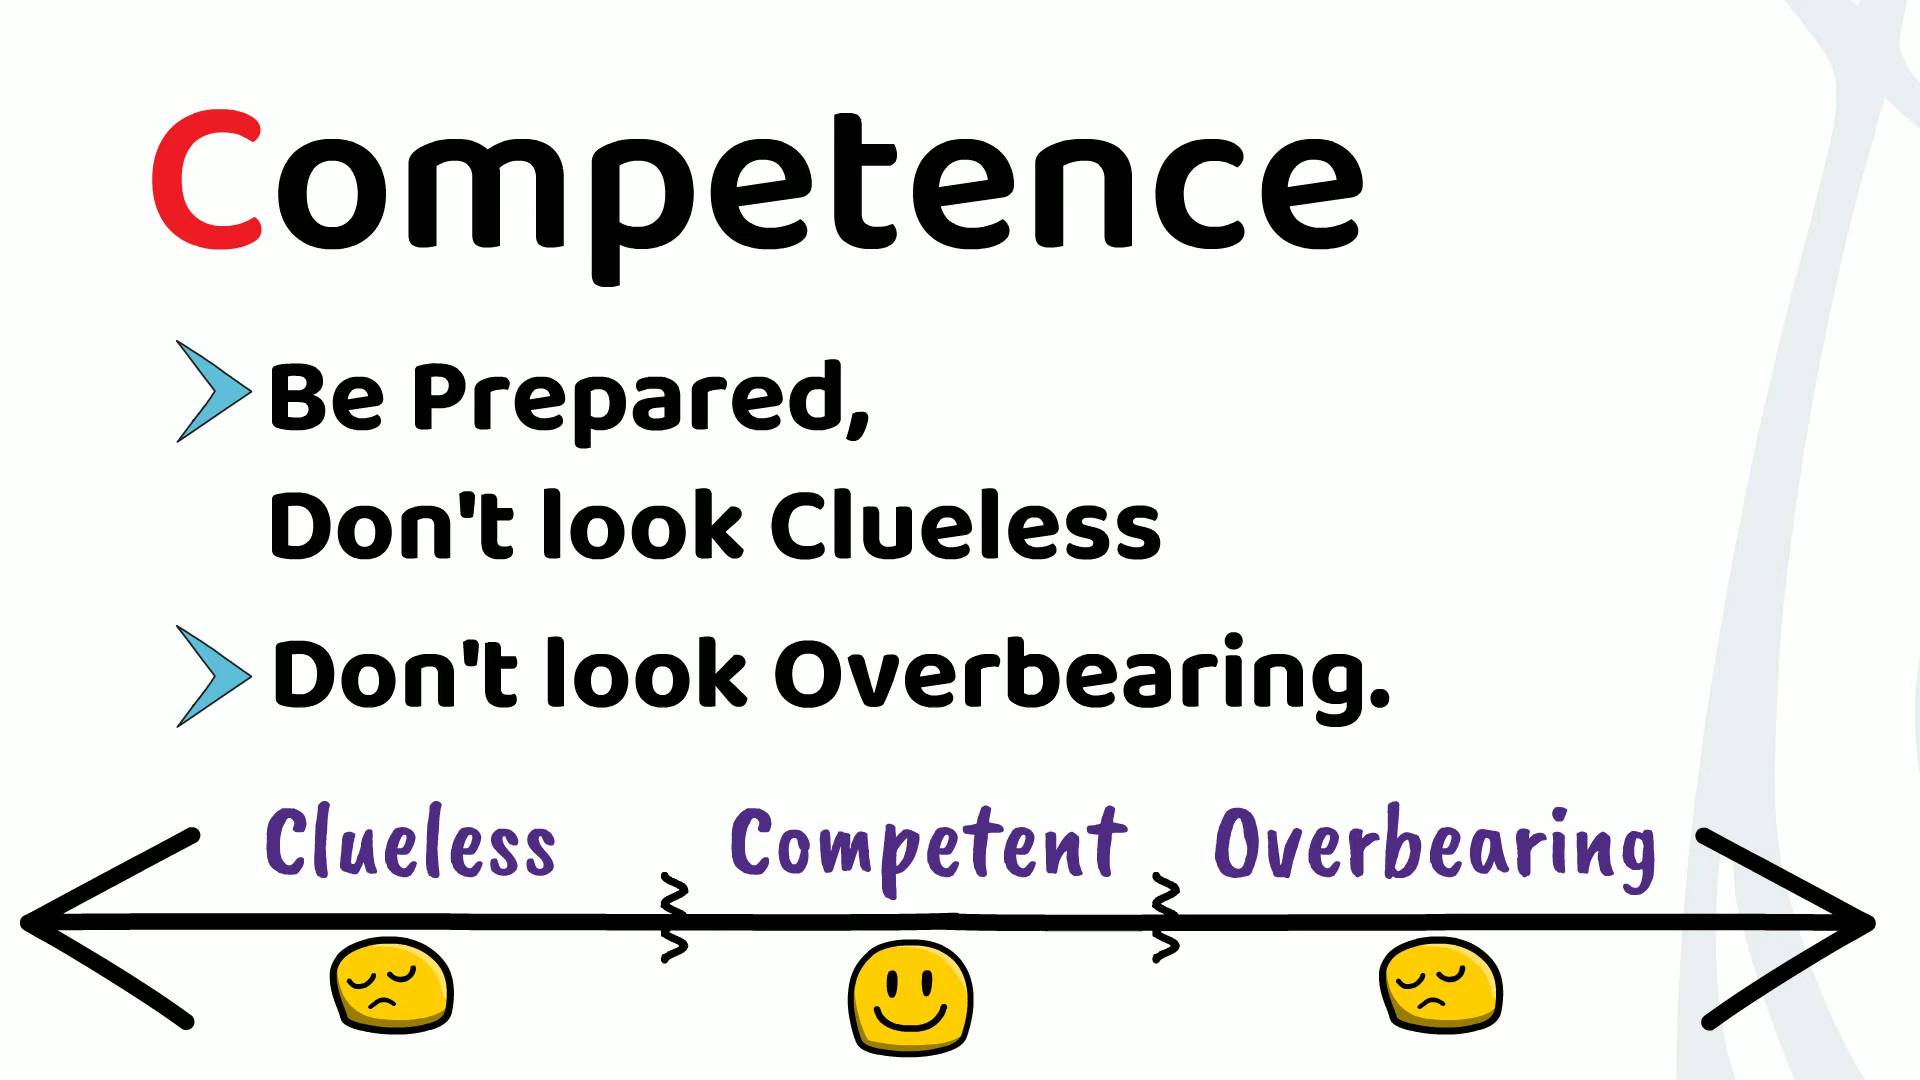 Competence
Be Prepared,
Don't look Clueless
Don't look Overbearing.
Clueless Competent Overbearing